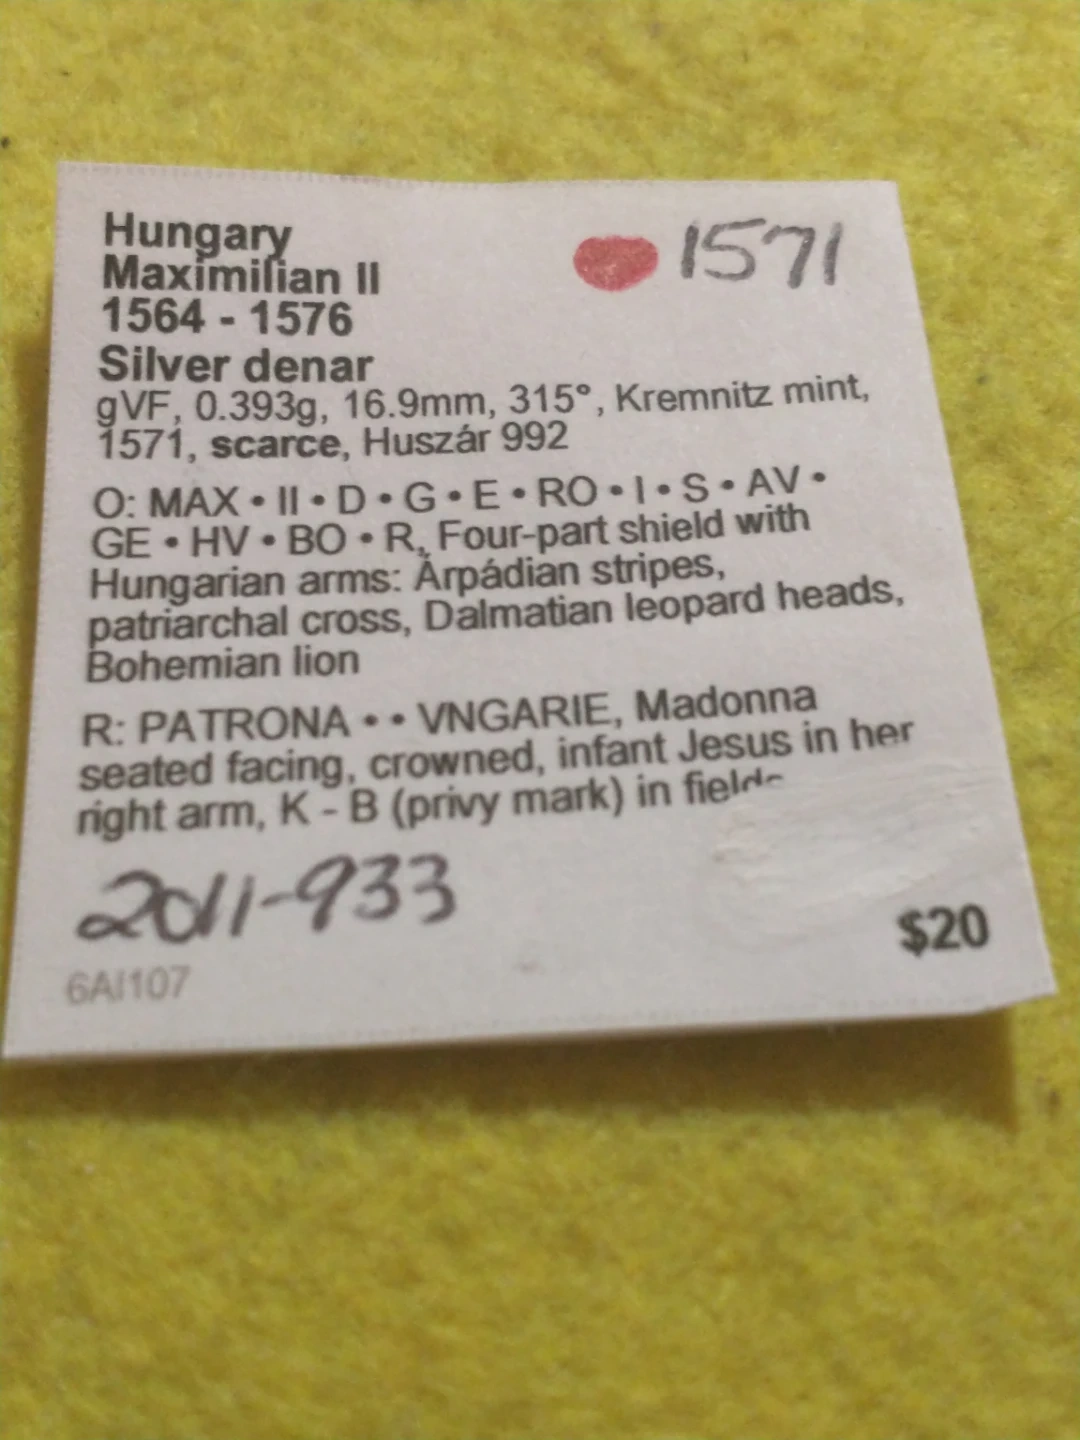 Hungary
Maximilian II
1564 - 1576
1571
Silver denar
gVF, 0.393g, 16.9mm, 315°, Kremnitz mint,
1571, scarce, Huszár 992
O: MAX • II • D • G • E • RO • I • S • AV •
GE • HV • BO • R, Four-part shield with
Hungarian arms: Árpádian stripes,
patriarchal cross, Dalmatian leopard heads,
Bohemian lion
R: PATRONA • • VNGARIE, Madonna
seated facing, crowned, infant Jesus in her
right arm, K - B (privy mark) in fields
2011-933
$20
6AI107